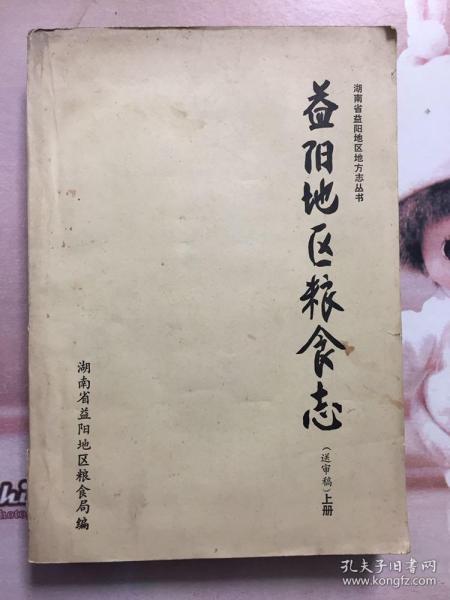 湖南省益阳地区地方志丛书
益阳地区粮食志
（送审稿）上册
湖南省益阳地区粮食局编
孔夫子旧书网
www.kongfz.com